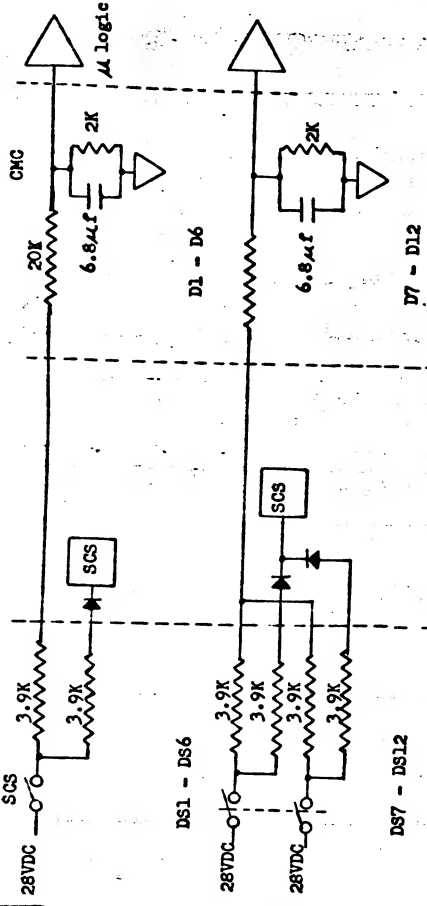 SCS
28VDC
3.9K
3.9K
SCS
DS1 - DS6
20K
CMC
2K
6.8µf
D1 - D6
µ logic
28VDC
28VDC
3.9K
3.9K
3.9K
3.9K
SCS
DS7 - DS12
2K
6.8µf
D7 - D12